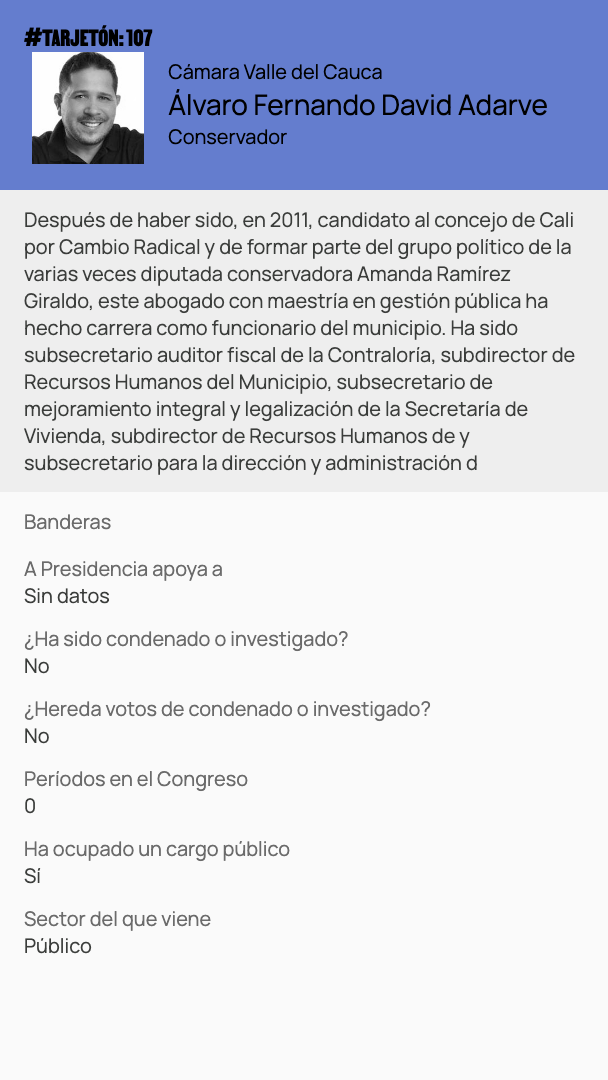 #TARJETÓN: 107
Cámara Valle del Cauca
Álvaro Fernando David Adarve
Conservador
Después de haber sido, en 2011, candidato al concejo de Cali
por Cambio Radical y de formar parte del grupo político de la
varias veces diputada conservadora Amanda Ramírez
Giraldo, este abogado con maestría en gestión pública ha
hecho carrera como funcionario del municipio. Ha sido
subsecretario auditor fiscal de la Contraloría, subdirector de
Recursos Humanos del Municipio, subsecretario de
mejoramiento integral y legalización de la Secretaría de
Vivienda, subdirector de Recursos Humanos de y
subsecretario para la dirección y administración d
Banderas
A Presidencia apoya a
Sin datos
¿Ha sido condenado o investigado?
No
¿Hereda votos de condenado o investigado?
No
Períodos en el Congreso
0
Ha ocupado un cargo público
Sí
Sector del que viene
Público